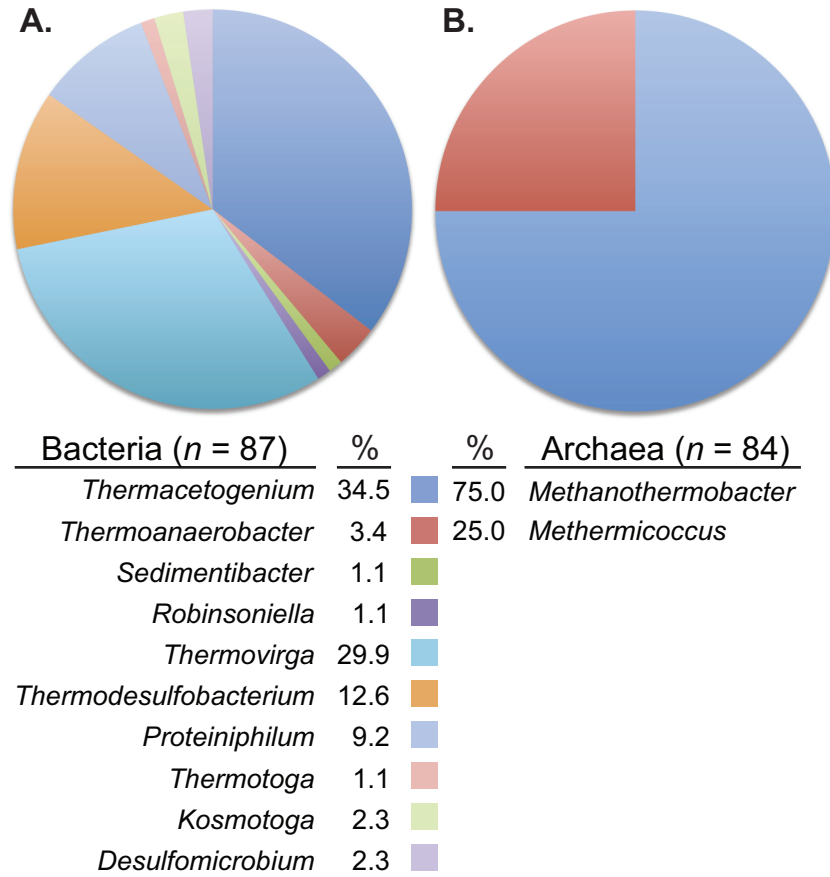 A. B.
Bacteria (n = 87) % % Archaea (n = 84)
Thermacetogenium 34.5 75.0 Methanothermobacter
Thermoanaerobacter 3.4 25.0 Methermicoccus
Sedimentibacter 1.1
Robinsoniella 1.1
Thermovirga 29.9
Thermodesulfobacterium 12.6
Proteiniphilum 9.2
Thermotoga 1.1
Kosmotoga 2.3
Desulfomicrobium 2.3